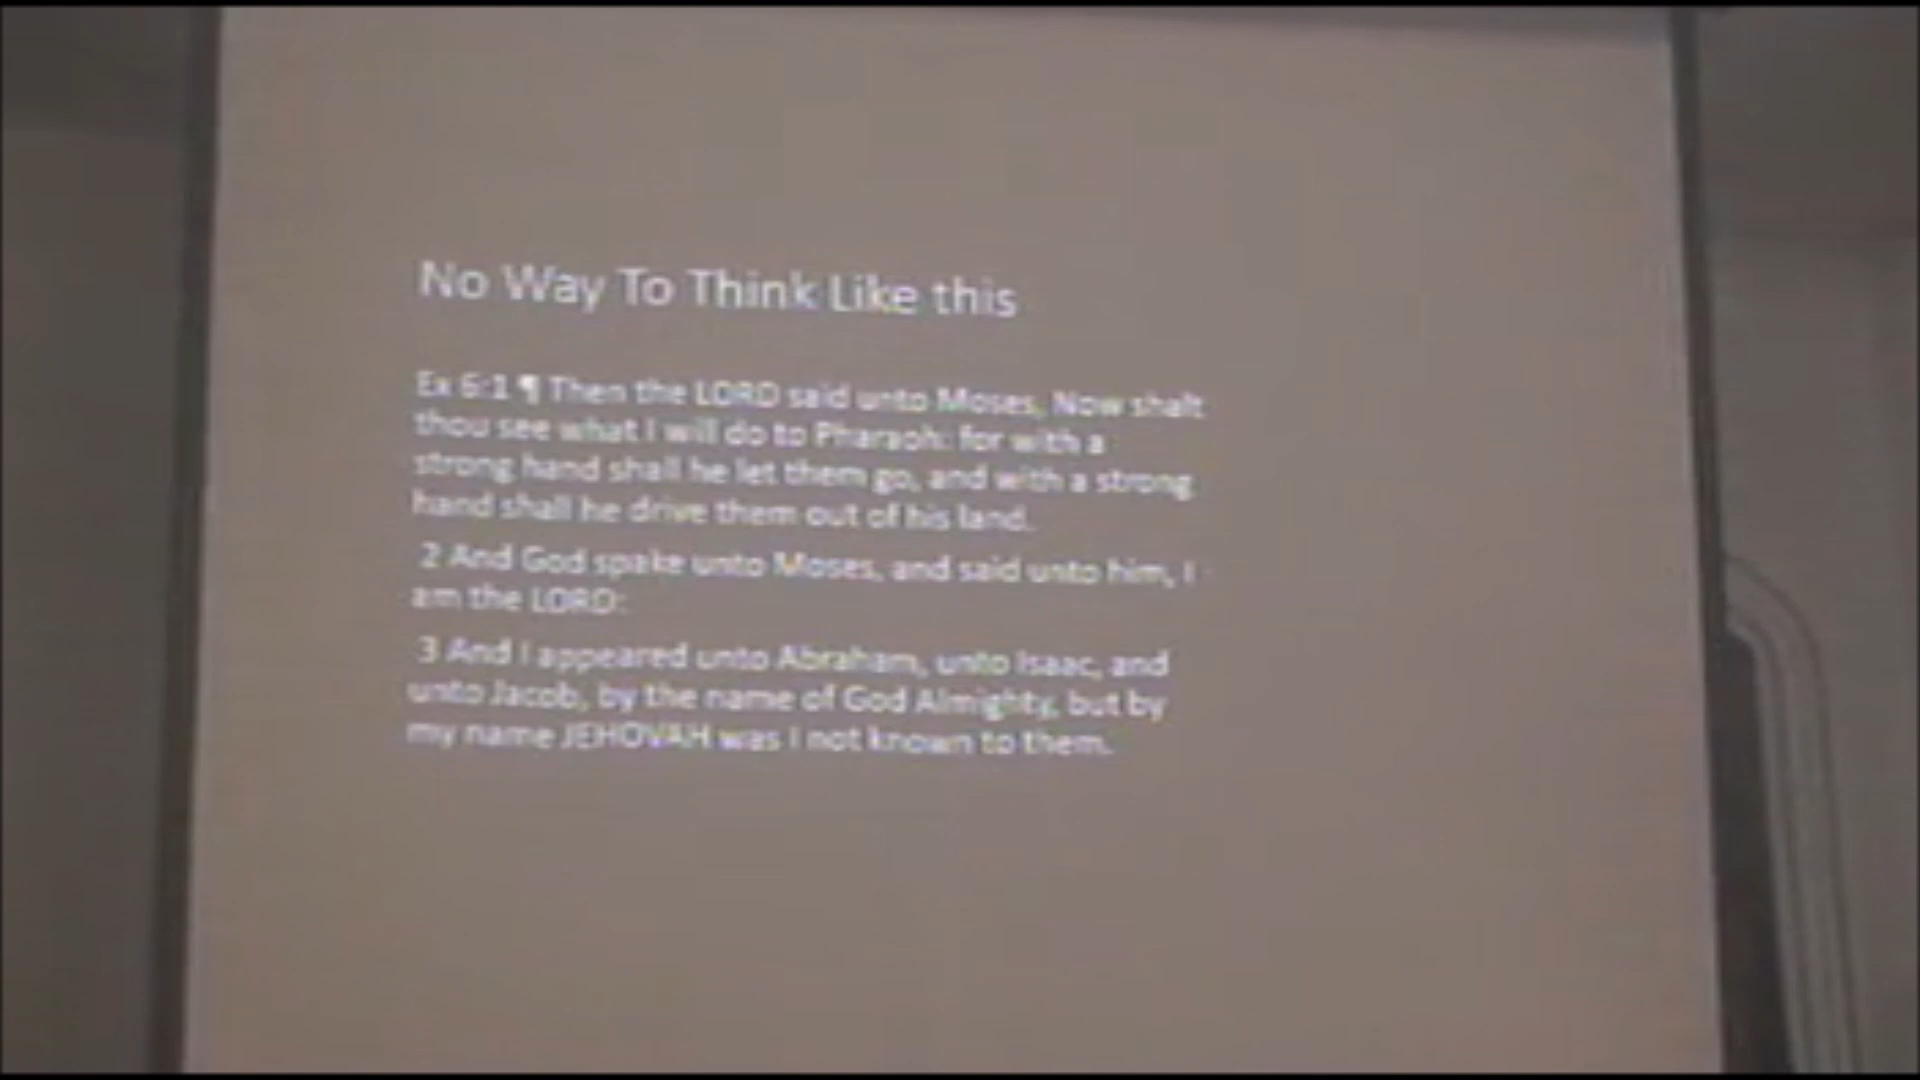 No Way To Think Like this
Ex 6:1 ¶ Then the LORD said unto Moses, Now shalt
thou see what I will do to Pharaoh: for with a
strong hand shall he let them go, and with a strong
hand shall he drive them out of his land.
2 And God spake unto Moses, and said unto him, I
am the LORD:
3 And I appeared unto Abraham, unto Isaac, and
unto Jacob, by the name of God Almighty, but by
my name JEHOVAH was I not known to them.